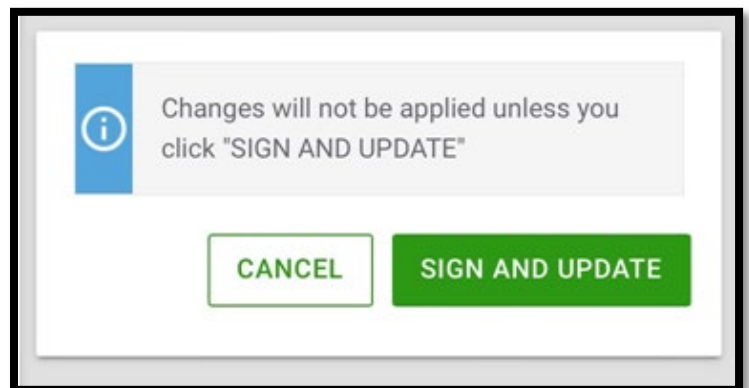 Changes will not be applied unless you
click "SIGN AND UPDATE"
CANCEL
SIGN AND UPDATE